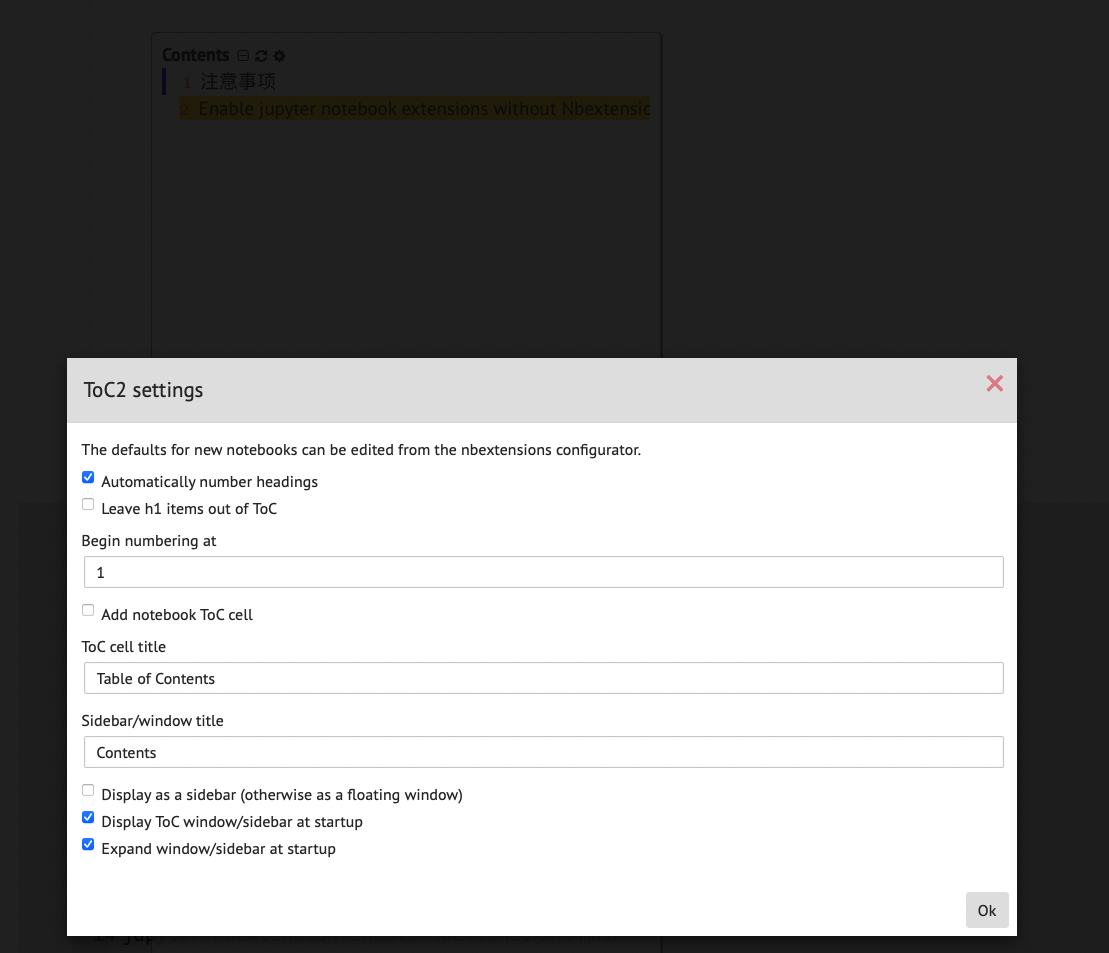 Contents
1 注意事项
2 Enable jupyter notebook extensions without Nbextensic
ToC2 settings
The defaults for new notebooks can be edited from the nbextensions configurator.
Automatically number headings
Leave h1 items out of ToC
Begin numbering at
1
Add notebook ToC cell
ToC cell title
Table of Contents
Sidebar/window title
Contents
Display as a sidebar (otherwise as a floating window)
Display ToC window/sidebar at startup
Expand window/sidebar at startup
Ok